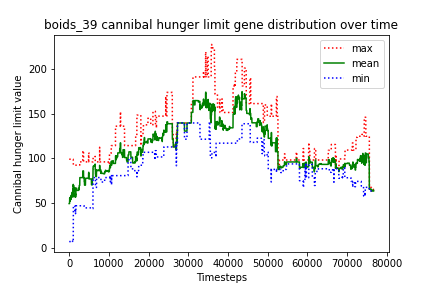 boids_39 cannibal hunger limit gene distribution over time
max
mean
min
Cannibal hunger limit value
200
150
100
50
0
0 10000 20000 30000 40000 50000 60000 70000 80000
Timesteps